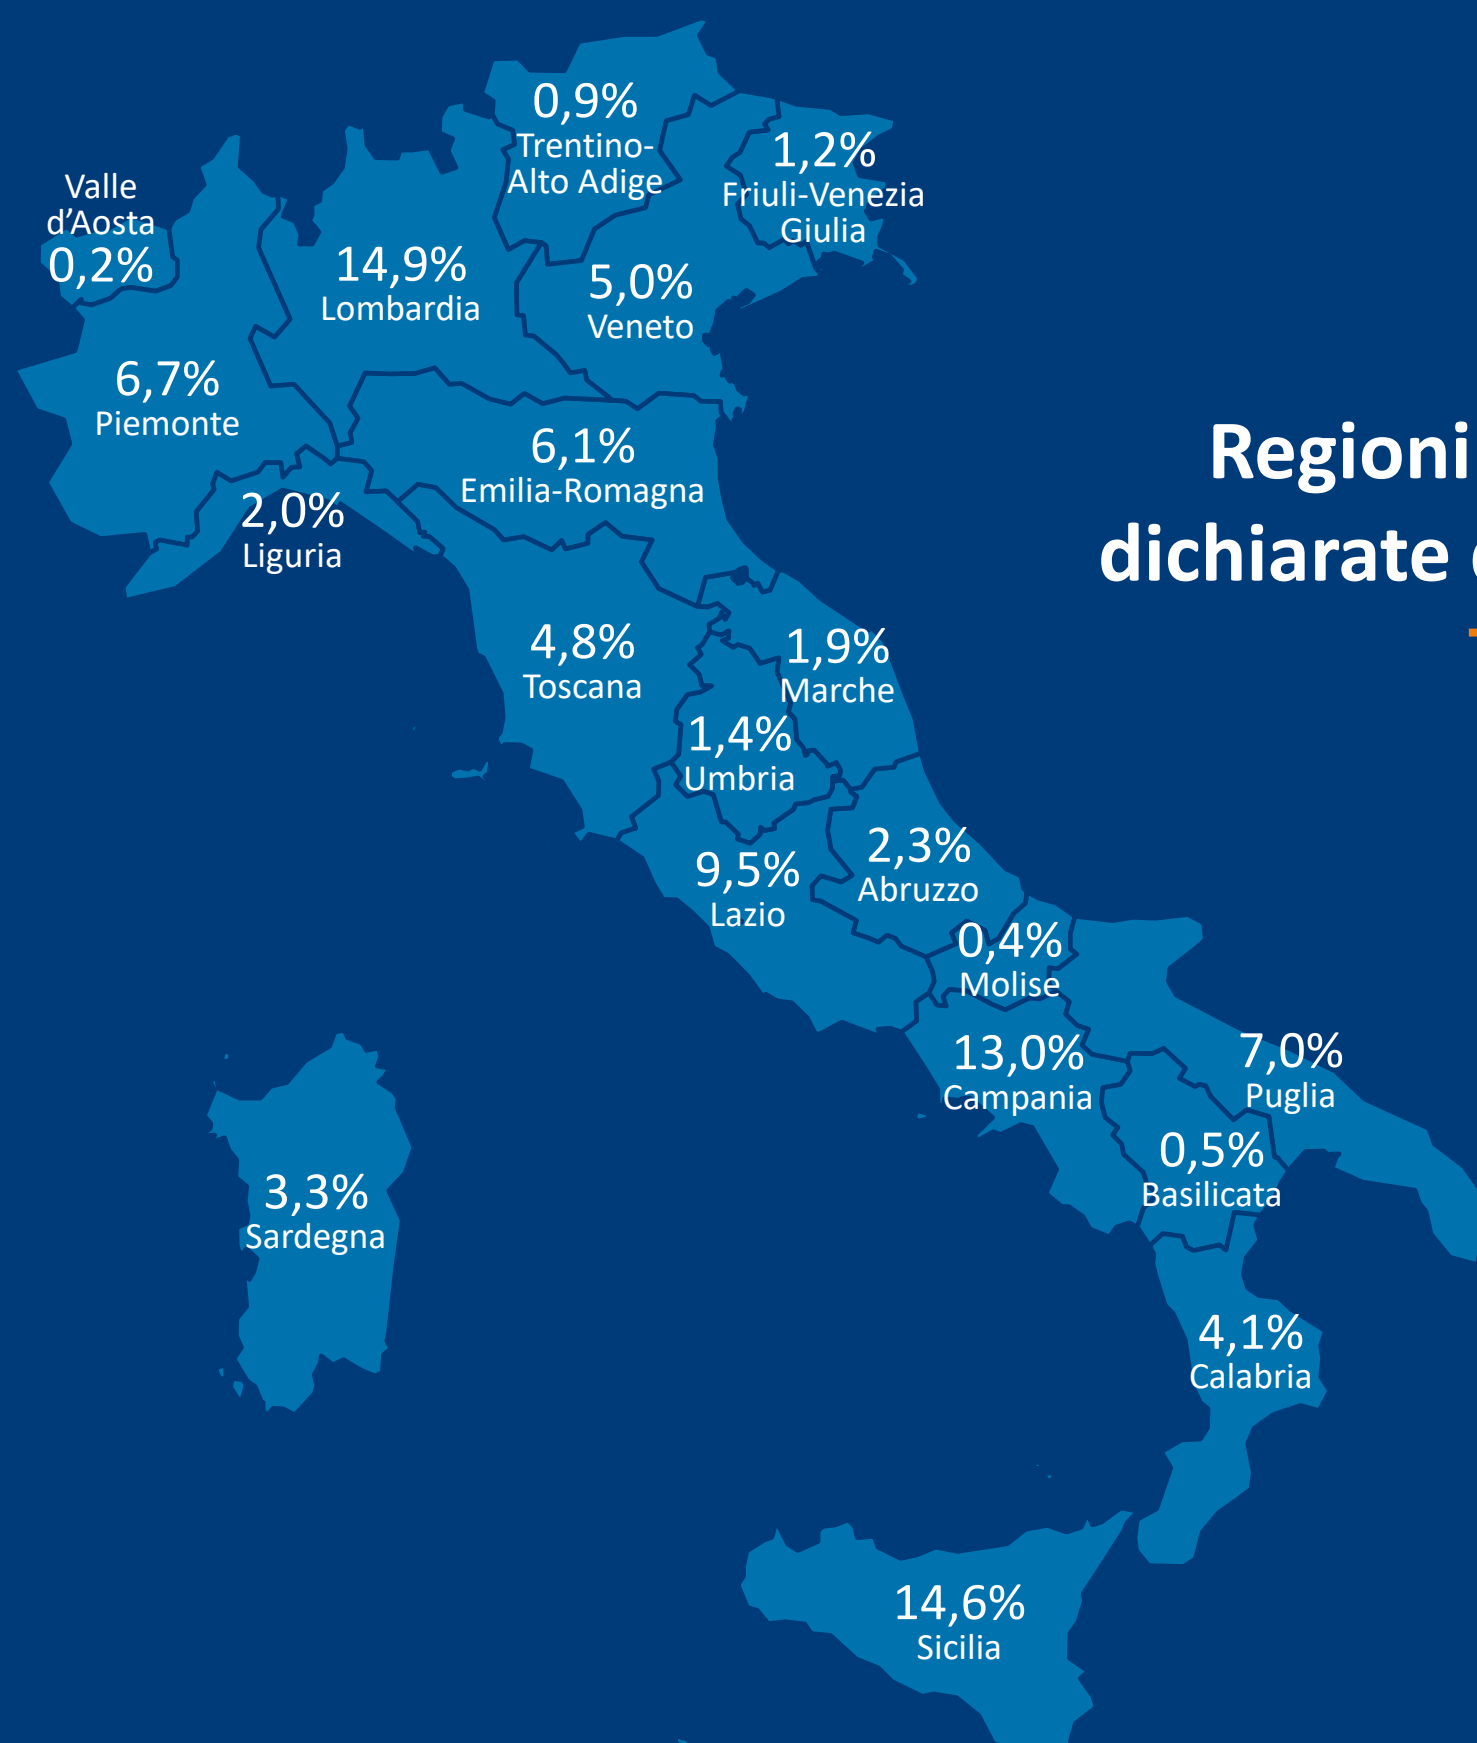 0,9%
Trentino-
Alto Adige
1,2%
Friuli-Venezia
Giulia
Valle
d’Aosta
0,2%
14,9%
Lombardia
5,0%
Veneto
6,7%
Piemonte
6,1%
Emilia-Romagna
2,0%
Liguria
Regioni
dichiarate
4,8%
Toscana
1,9%
Marche
1,4%
Umbria
9,5%
Lazio
2,3%
Abruzzo
0,4%
Molise
13,0%
Campania
7,0%
Puglia
0,5%
Basilicata
3,3%
Sardegna
4,1%
Calabria
14,6%
Sicilia